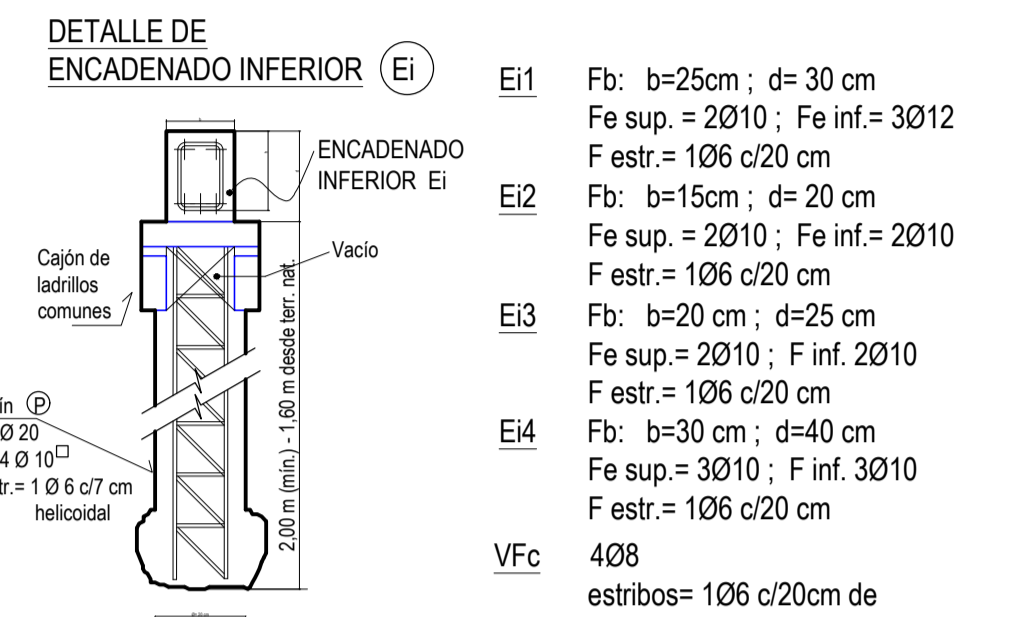 DETALLE DE
ENCADENADO INFERIOR Ei
ENCADENADO
INFERIOR Ei
Vacío
Cajón de
ladrillos
comunes
P
Ø 20
4 Ø 10
1 Ø 6 c/7 cm
helicoidal
2,00 m (mín.) - 1,60 m desde terr. nat.
Ei1 Fb: b=25cm ; d= 30 cm
Fe sup. = 2Ø10 ; Fe inf.= 3Ø12
F estr.= 1Ø6 c/20 cm
Ei2 Fb: b=15cm ; d= 20 cm
Fe sup. = 2Ø10 ; Fe inf.= 2Ø10
F estr.= 1Ø6 c/20 cm
Ei3 Fb: b=20 cm ; d=25 cm
Fe sup.= 2Ø10 ; F inf. 2Ø10
F estr.= 1Ø6 c/20 cm
Ei4 Fb: b=30 cm ; d=40 cm
Fe sup.= 3Ø10 ; F inf. 3Ø10
F estr.= 1Ø6 c/20 cm
VFc 4Ø8
estribos= 1Ø6 c/20cm de